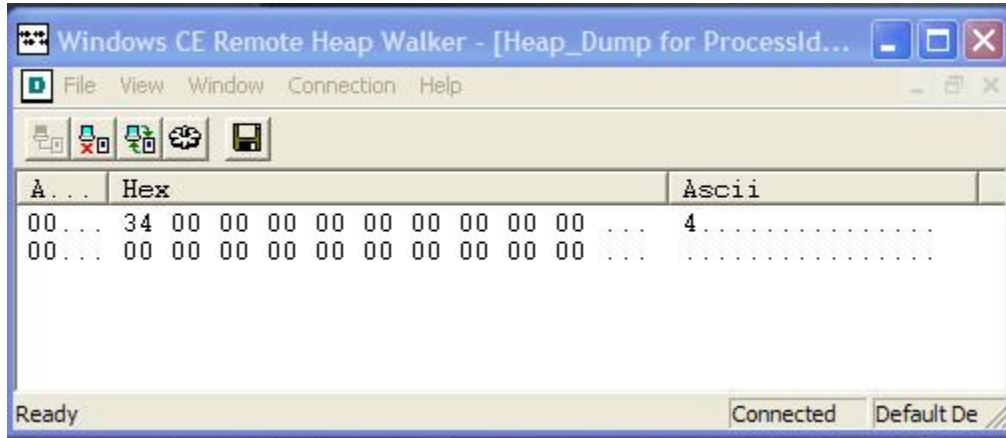 Windows CE Remote Heap Walker - [Heap_Dump for ProcessId...
File View Window Connection Help
A... Hex Ascii
00... 34 00 00 00 00 00 00 00 00 00 ... 4...............
00... 00 00 00 00 00 00 00 00 00 00 ... ................
Ready Connected Default De